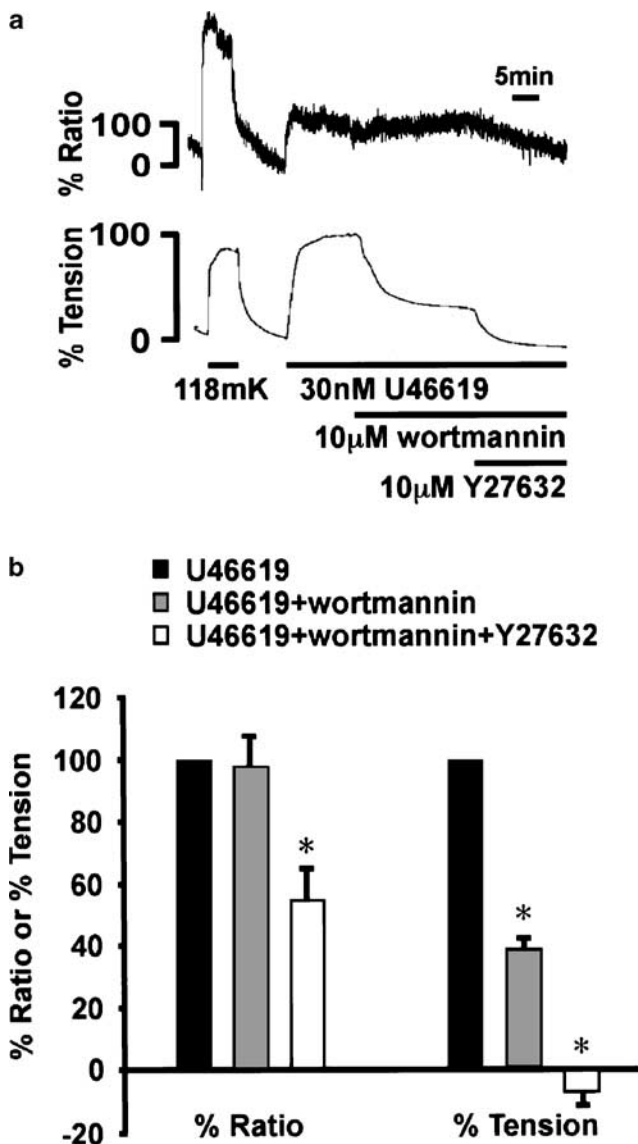 a
5min
% Ratio
100
0
% Tension
100
0
118mK 30nM U46619
10µM wortmannin
10µM Y27632
b
U46619
U46619+wortmannin
U46619+wortmannin+Y27632
% Ratio or % Tension
120
100
80
60
40
20
0
-20
*
*
*
% Ratio % Tension